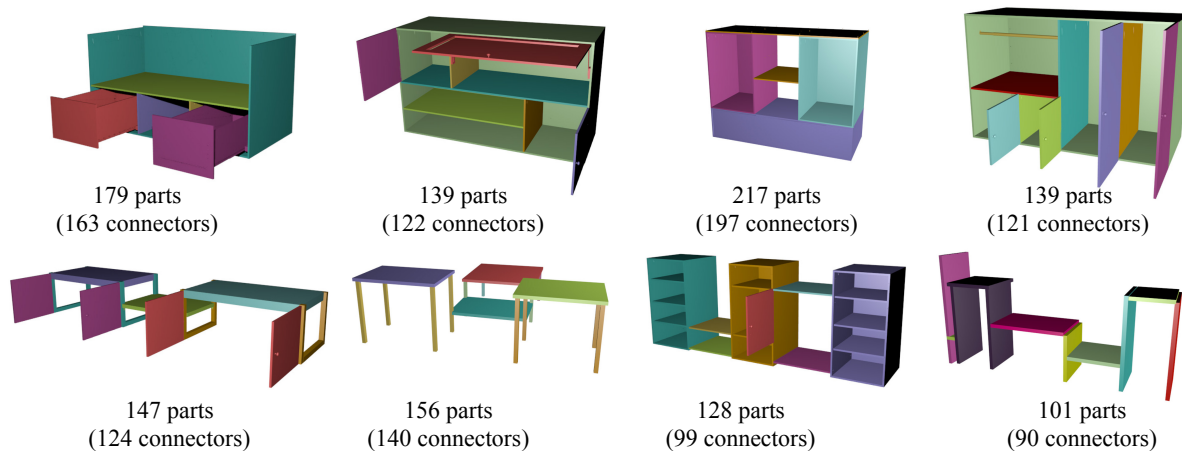 179 parts
(163 connectors)
139 parts
(122 connectors)
217 parts
(197 connectors)
139 parts
(121 connectors)
147 parts
(124 connectors)
156 parts
(140 connectors)
128 parts
(99 connectors)
101 parts
(90 connectors)